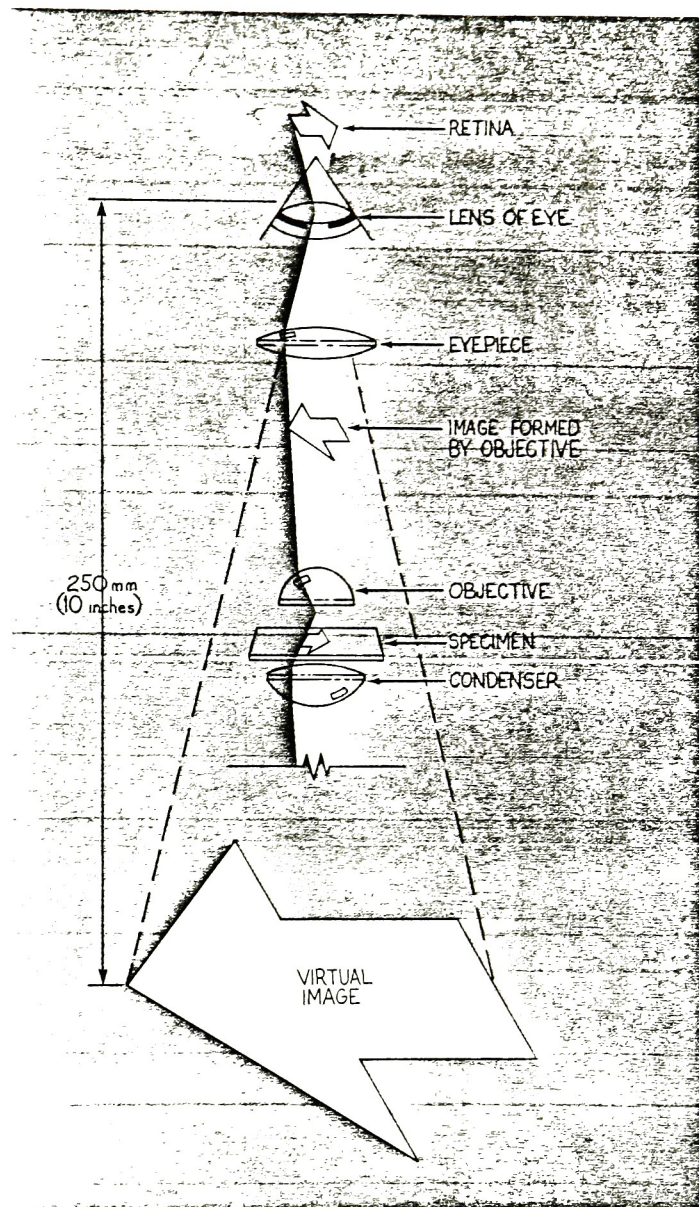 RETINA
LENS OF EYE
EYEPIECE
IMAGE FORMED
BY OBJECTIVE
250 mm
(10 inches)
OBJECTIVE
SPECIMEN
CONDENSER
VIRTUAL
IMAGE